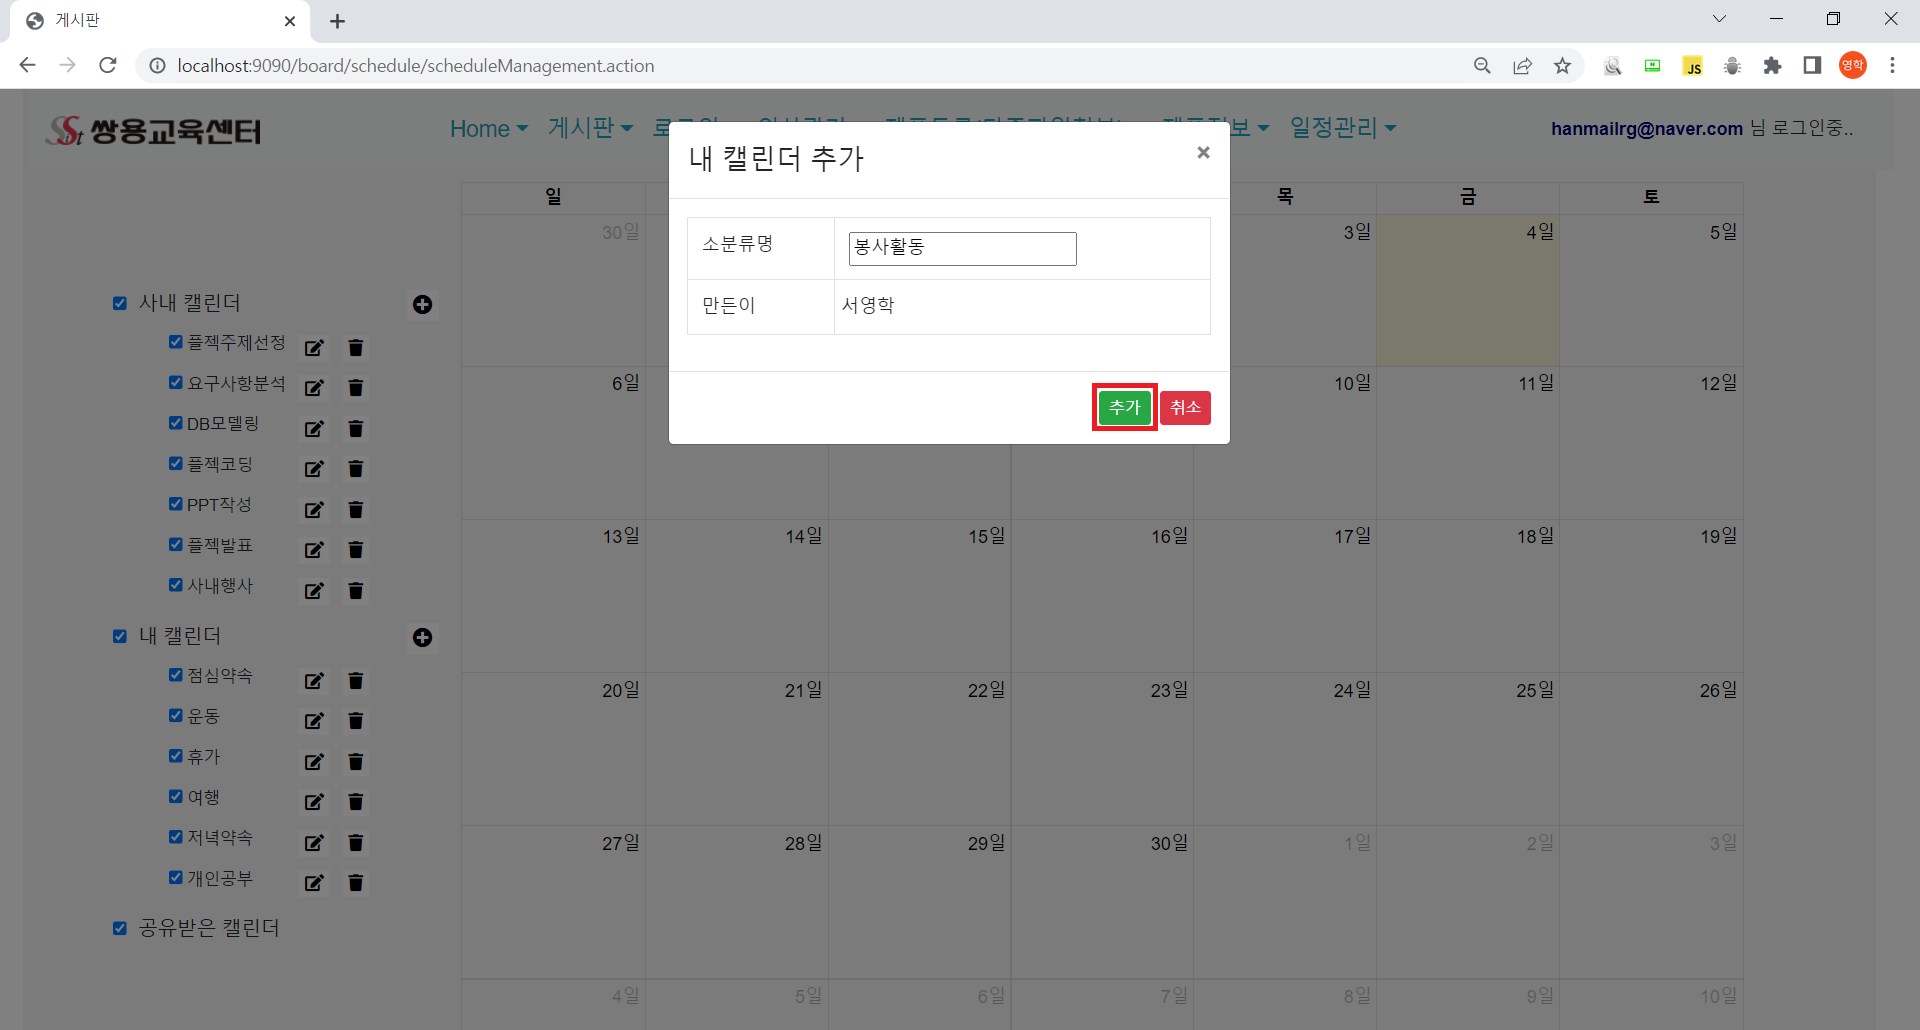 게시판
localhost:9090/board/schedule/scheduleManagement.action
JS
영학
Sist 쌍용교육센터
Home 게시판 일정관리
hanmailrg@naver.com 님 로그인중..
내 캘린더 추가 ×
소분류명 봉사활동
만든이 서영학
추가 취소
사내 캘린더
플젝주제선정
요구사항분석
DB모델링
플젝코딩
PPT작성
플젝발표
사내행사
내 캘린더
점심약속
운동
휴가
여행
저녁약속
개인공부
공유받은 캘린더
일 목 금 토
30일 3일 4일 5일
6일 10일 11일 12일
13일 14일 15일 16일 17일 18일 19일
20일 21일 22일 23일 24일 25일 26일
27일 28일 29일 30일 1일 2일 3일
4일 5일 6일 7일 8일 9일 10일